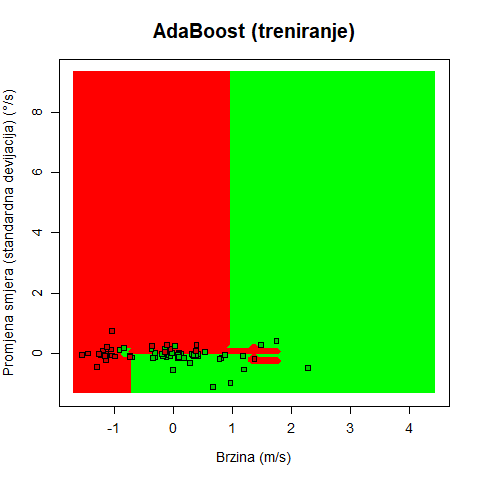 AdaBoost (treniranje)
Promjena smjera (standardna devijacija) (°/s)
8
6
4
2
0
-1 0 1 2 3 4
Brzina (m/s)